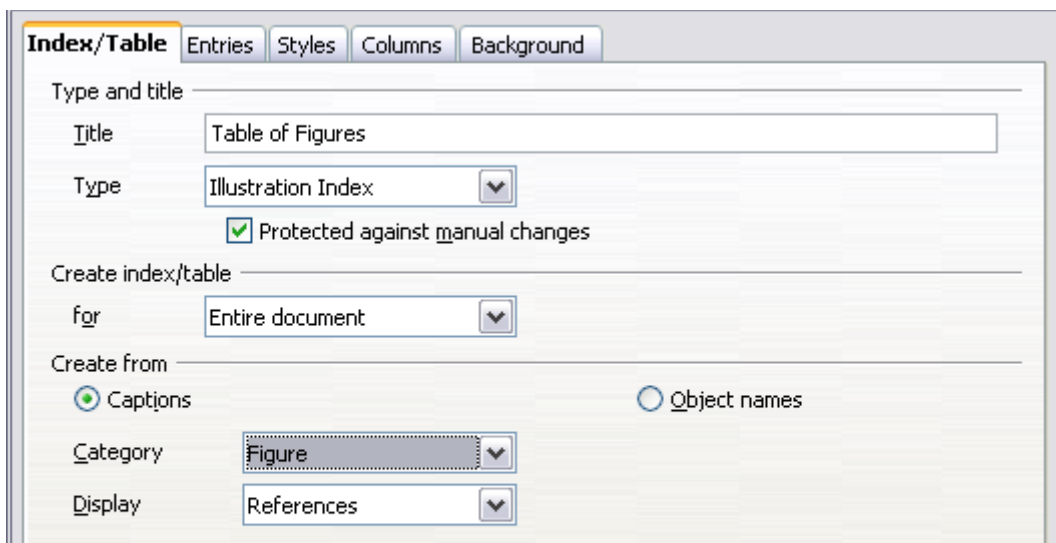 Index/Table Entries Styles Columns Background
Type and title
Title Table of Figures
Type Illustration Index
Protected against manual changes
Create index/table
for Entire document
Create from
Captions Object names
Category Figure
Display References